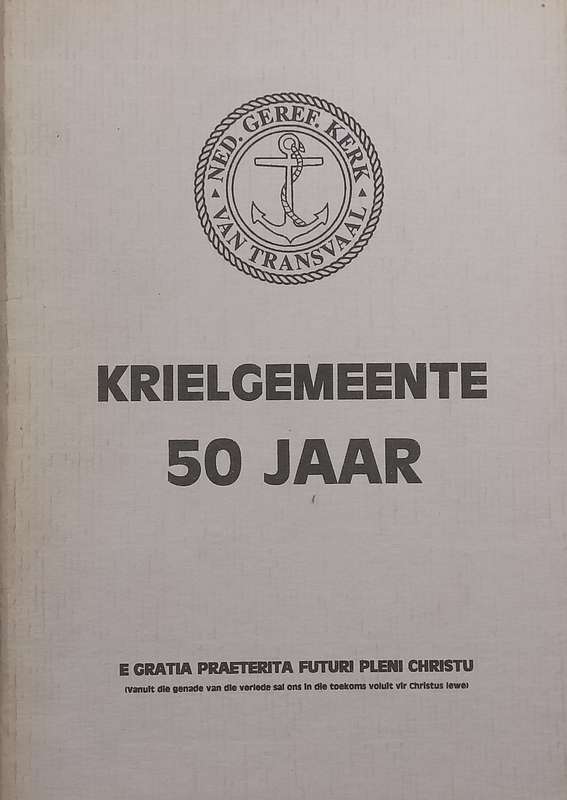 NED. GEREF. KERK
VAN TRANSVAAL
KRIELGEMEENTE
50 JAAR
E GRATIA PRAETERITA FUTURI PLENI CHRISTU
(Vanuit die genade van die verlede sal ons in die toekoms voluit vir Christus lewe)